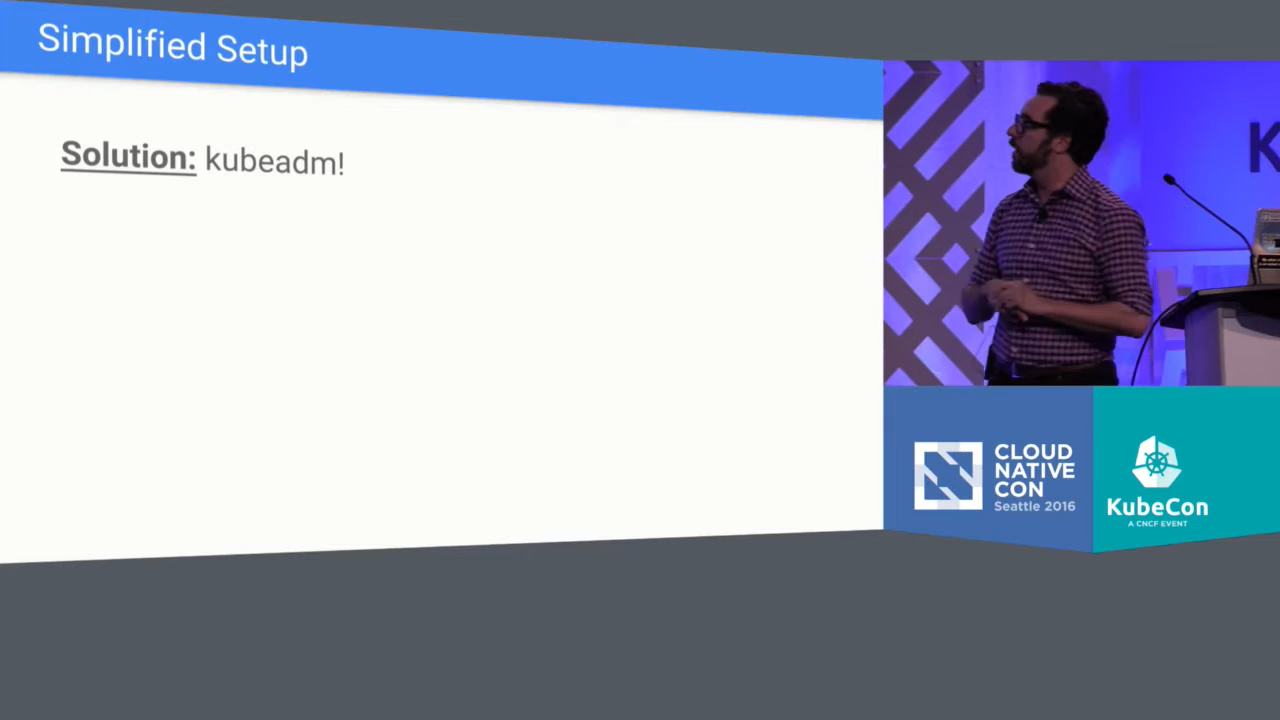 Simplified Setup
Solution: kubeadm!
K
CLOUD
NATIVE
CON
Seattle 2016
KubeCon
A CNCF EVENT